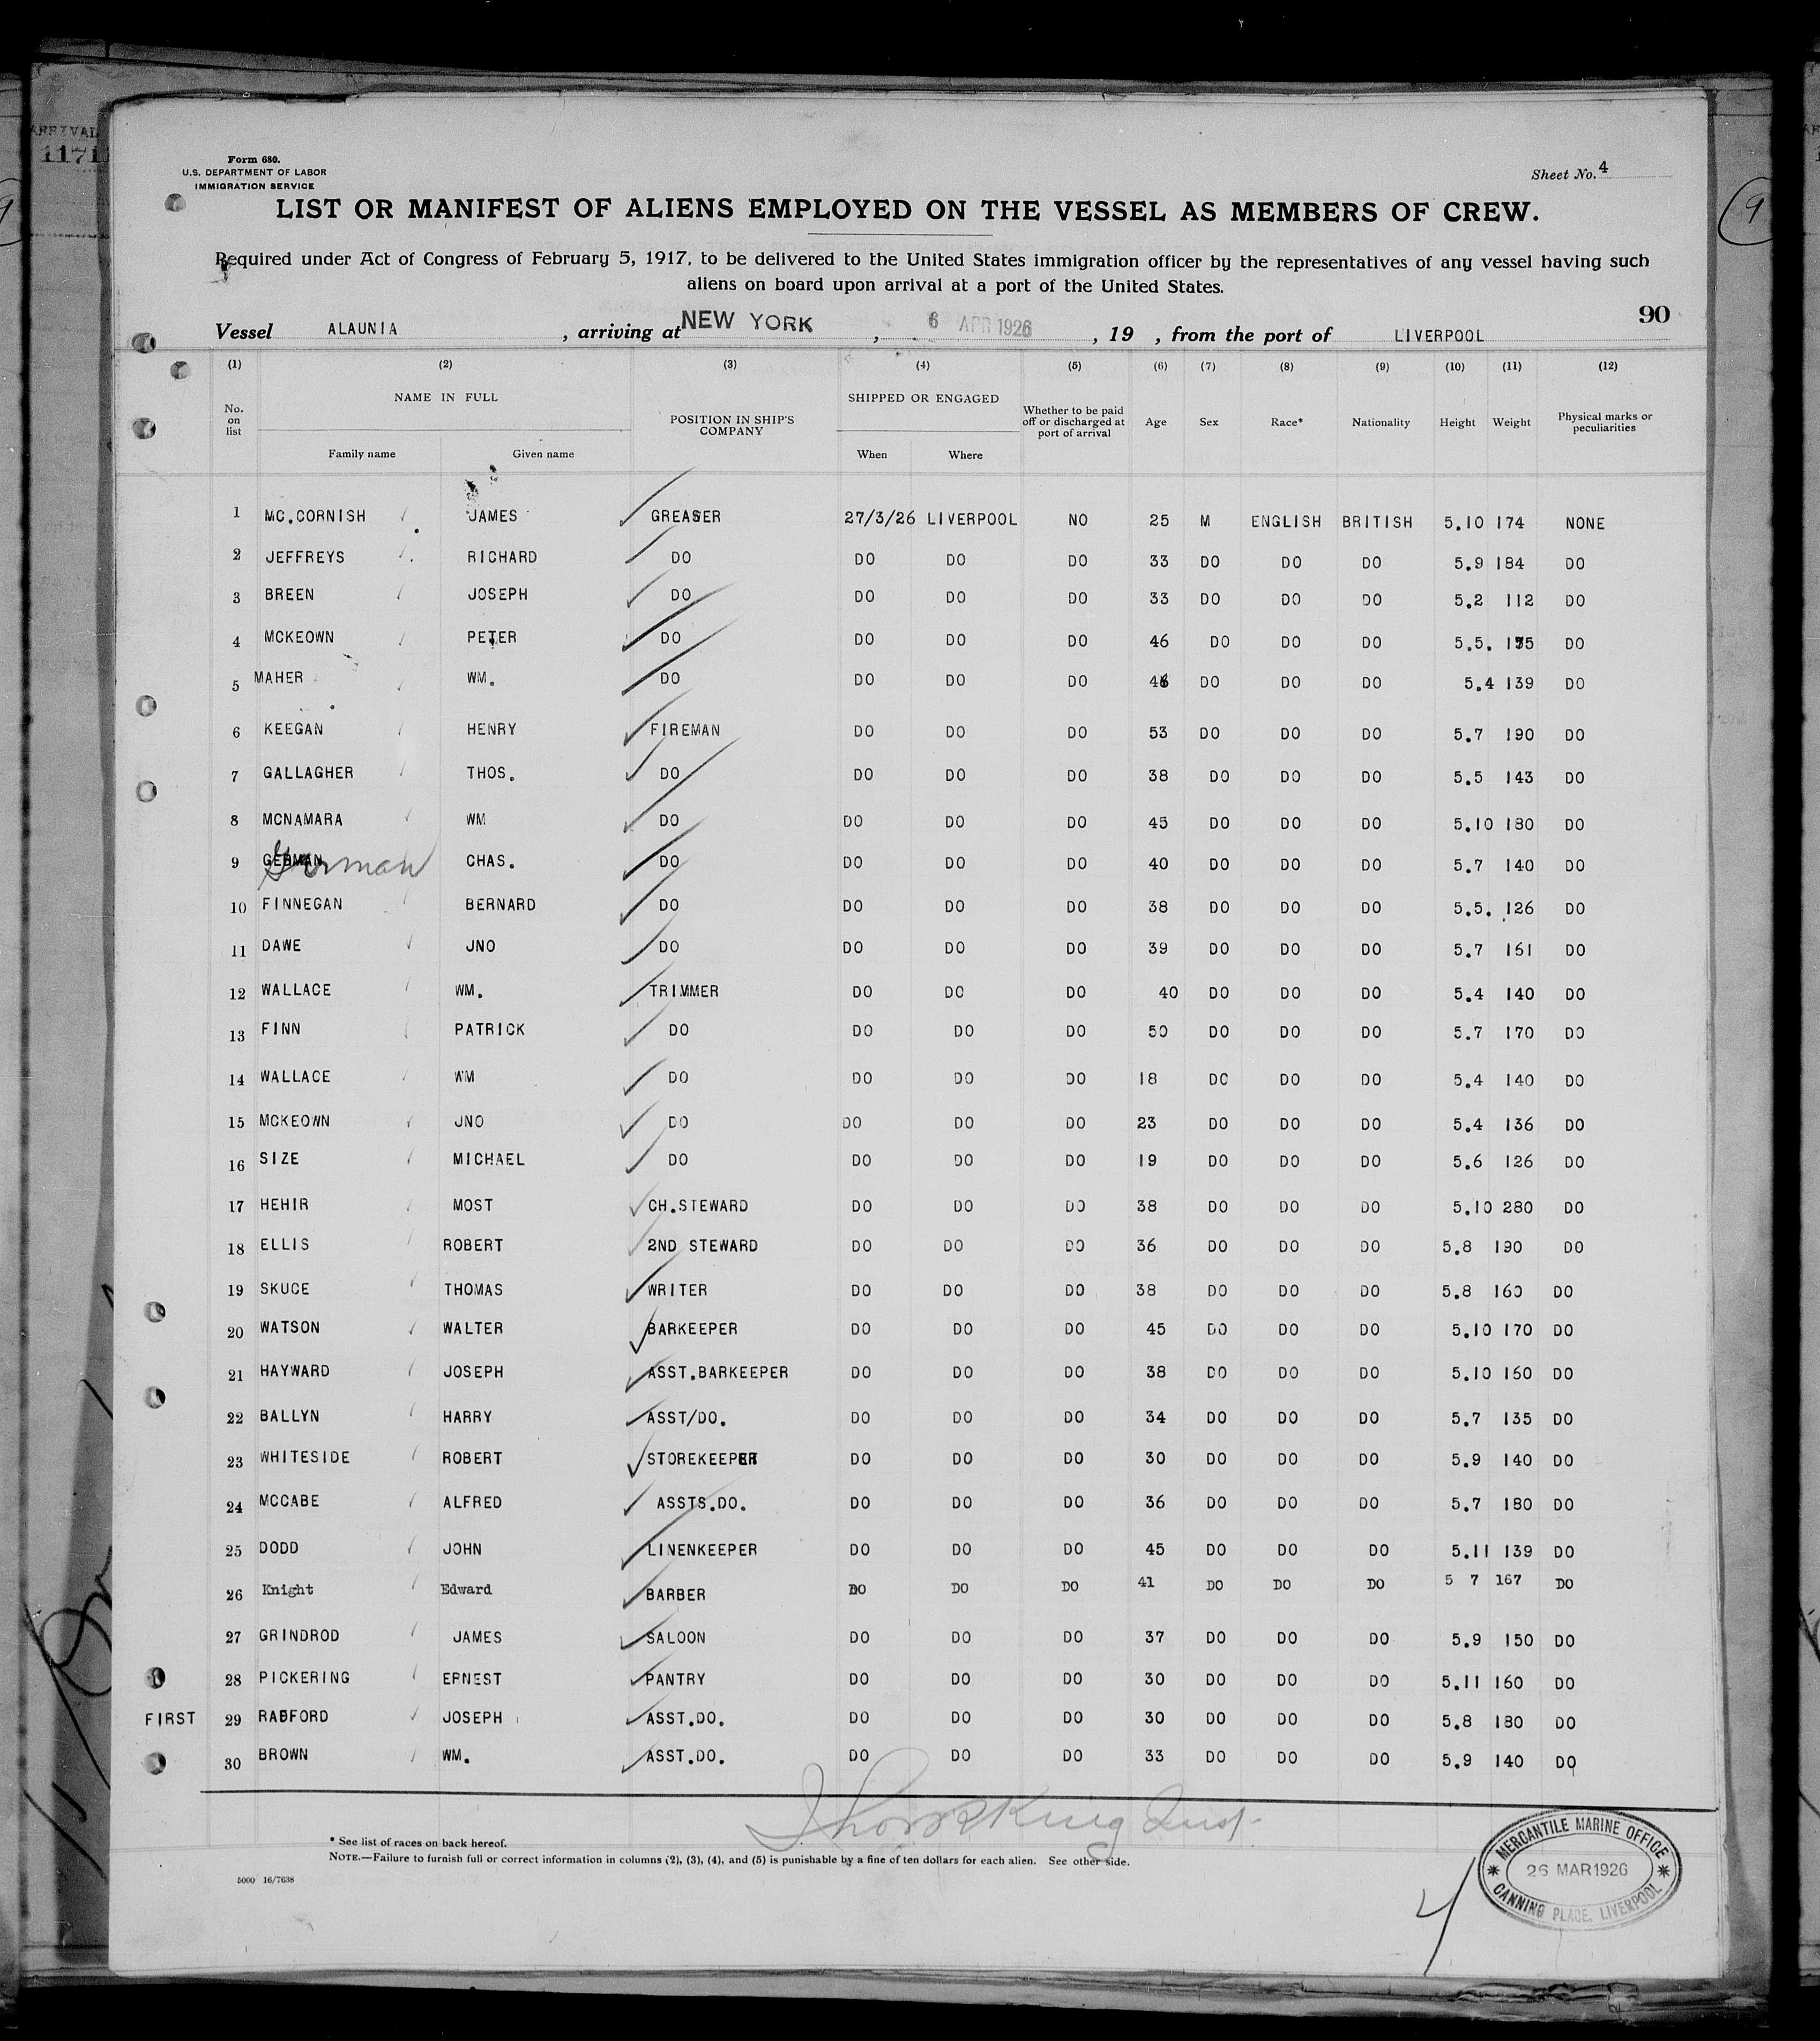 Form 680.
U.S. DEPARTMENT OF LABOR
IMMIGRATION SERVICE
Sheet No. 4
LIST OR MANIFEST OF ALIENS EMPLOYED ON THE VESSEL AS MEMBERS OF CREW.
Required under Act of Congress of February 5, 1917, to be delivered to the United States immigration officer by the representatives of any vessel having such
aliens on board upon arrival at a port of the United States.
90
Vessel ALAUNIA , arriving at NEW YORK , 6 APR 1926 , 19 , from the port of LIVERPOOL
(1) (2) (3) (4) (5) (6) (7) (8) (9) (10) (11) (12)
No. on list NAME IN FULL Family name Given name POSITION IN SHIP'S COMPANY SHIPPED OR ENGAGED When Where Whether to be paid off or discharged at port of arrival Age Sex Race* Nationality Height Weight Physical marks or peculiarities
1 MC.CORNISH JAMES GREASER 27/3/26 LIVERPOOL NO 25 M ENGLISH BRITISH 5.10 174 NONE
2 JEFFREYS RICHARD DO DO DO DO 33 DO DO DO 5.9 184 DO
3 BREEN JOSEPH DO DO DO DO 33 DO DO DO 5.2 112 DO
4 MCKEOWN PETER DO DO DO DO 46 DO DO DO 5.5. DO
5 MAHER WM. DO DO DO DO DO DO DO 5.4 139 DO
6 KEEGAN HENRY FIREMAN DO DO DO 53 DO DO DO 5.7 190 DO
7 GALLAGHER THOS. DO DO DO DO 38 DO DO DO 5.5 143 DO
8 MCNAMARA WM DO DO DO DO 45 DO DO DO 5.10 180 DO
9 German CHAS. DO DO DO DO 40 DO DO DO 5.7 140 DO
10 FINNEGAN BERNARD DO DO DO DO 38 DO DO DO 5.5. 126 DO
11 DAWE JNO DO DO DO DO 39 DO DO DO 5.7 161 DO
12 WALLACE WM. TRIMMER DO DO DO 40 DO DO DO 5.4 140 DO
13 FINN PATRICK DO DO DO DO 50 DO DO DO 5.7 170 DO
14 WALLACE WM DO DO DO DO 18 DO DO DO 5.4 140 DO
15 MCKEOWN JNO DO DO DO DO 23 DO DO DO 5.4 136 DO
16 SIZE MICHAEL DO DO DO DO 19 DO DO DO 5.6 126 DO
17 HEHIR MOST CH.STEWARD DO DO DO 38 DO DO DO 5.10 280 DO
18 ELLIS ROBERT 2ND STEWARD DO DO DO 36 DO DO DO 5.8 190 DO
19 SKUCE THOMAS WRITER DO DO DO 38 DO DO DO 5.8 160 DO
20 WATSON WALTER BARKEEPER DO DO DO 45 DO DO DO 5.10 170 DO
21 HAYWARD JOSEPH ASST.BARKEEPER DO DO DO 38 DO DO DO 5.10 160 DO
22 BALLYN HARRY ASST/DO. DO DO DO 34 DO DO DO 5.7 135 DO
23 WHITESIDE ROBERT STOREKEEPER DO DO DO 30 DO DO DO 5.9 140 DO
24 MCCABE ALFRED ASSTS.DO. DO DO DO 36 DO DO DO 5.7 180 DO
25 DODD JOHN LINENKEEPER DO DO DO 45 DO DO DO 5.11 139 DO
26 Knight Edward BARBER DO DO DO 41 DO DO DO 5 7 167 DO
27 GRINDROD JAMES SALOON DO DO DO 37 DO DO DO 5.9 150 DO
28 PICKERING ERNEST PANTRY DO DO DO 30 DO DO DO 5.11 160 DO
FIRST 29 RADFORD JOSEPH ASST.DO. DO DO DO 30 DO DO DO 5.8 180 DO
30 BROWN WM. ASST.DO. DO DO DO 33 DO DO DO 5.9 140 DO
* See list of races on back hereof.
NOTE.—Failure to furnish full or correct information in columns (2), (3), (4), and (5) is punishable by a fine of ten dollars for each alien. See other side.
5000 16/7638
MERCANTILE MARINE OFFICE
26 MAR 1926
CANNING PLACE, LIVERPOOL
4